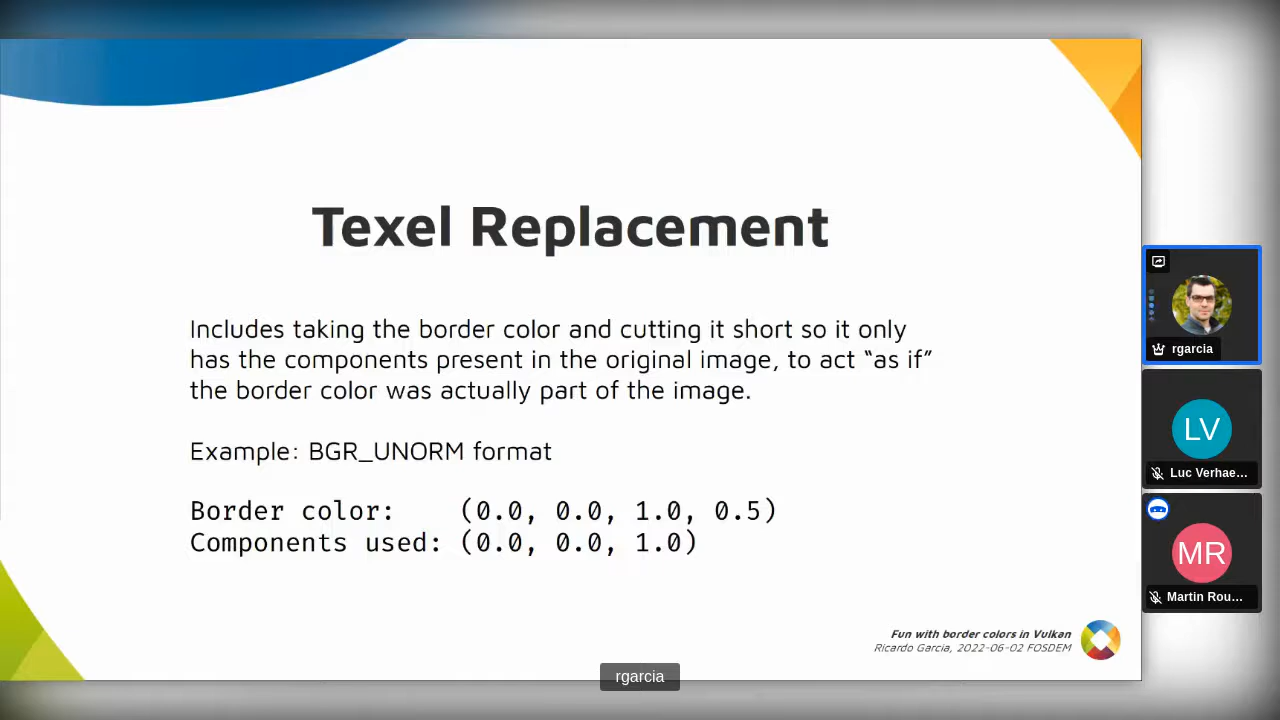 Texel Replacement
Includes taking the border color and cutting it short so it only
has the components present in the original image, to act “as if”
the border color was actually part of the image.
Example: BGR_UNORM format
Border color:    (0.0, 0.0, 1.0, 0.5)
Components used: (0.0, 0.0, 1.0)
Fun with border colors in Vulkan
Ricardo Garcia, 2022-06-02 FOSDEM
rgarcia
rgarcia
LV
Luc Verhae...
MR
Martin Rou...